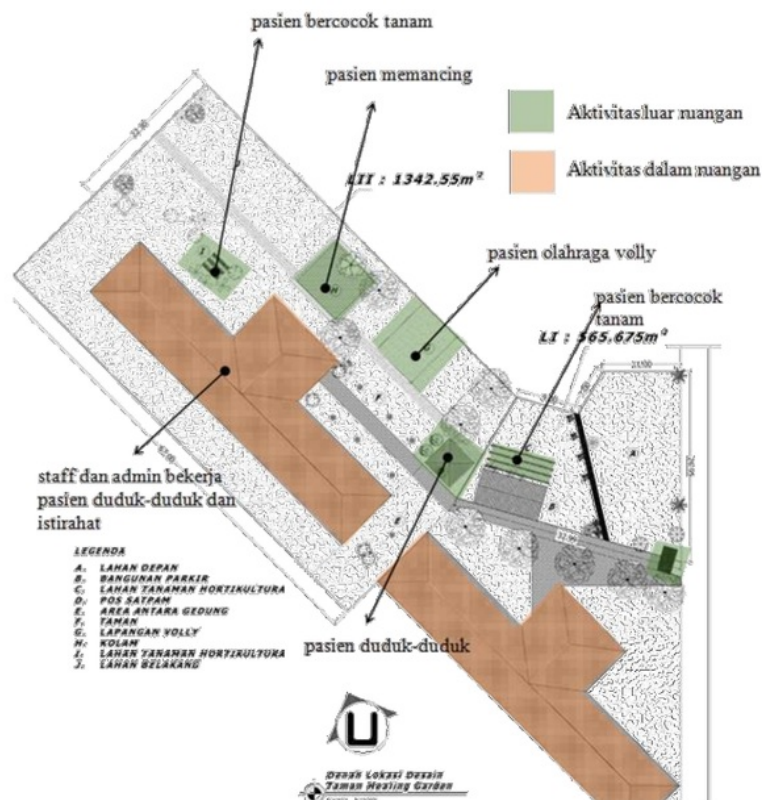 pasien bercocok tanam
pasien memancing
Aktivitas luar ruangan
LII : 1342.55m²
Aktivitas dalam ruangan
pasien olahraga volly
pasien bercocok
tanam
LI : 565.675m²
staff dan admin bekerja
pasien duduk-duduk dan
istirahat
LEGENDA
A. LAHAN DEPAN
B. BANGUNAN PARKIR
C. LAHAN TANAMAN HORTIKULTURA
D. POS SATPAM
E. AREA ANTARA GEDUNG
F. TAMAN
G. LAPANGAN VOLLY
H. KOLAM
I. LAHAN TANAMAN HORTIKULTURA
J. LAHAN BELAKANG
pasien duduk-duduk
U
Denah Lokasi Desain
Taman Healing Garden